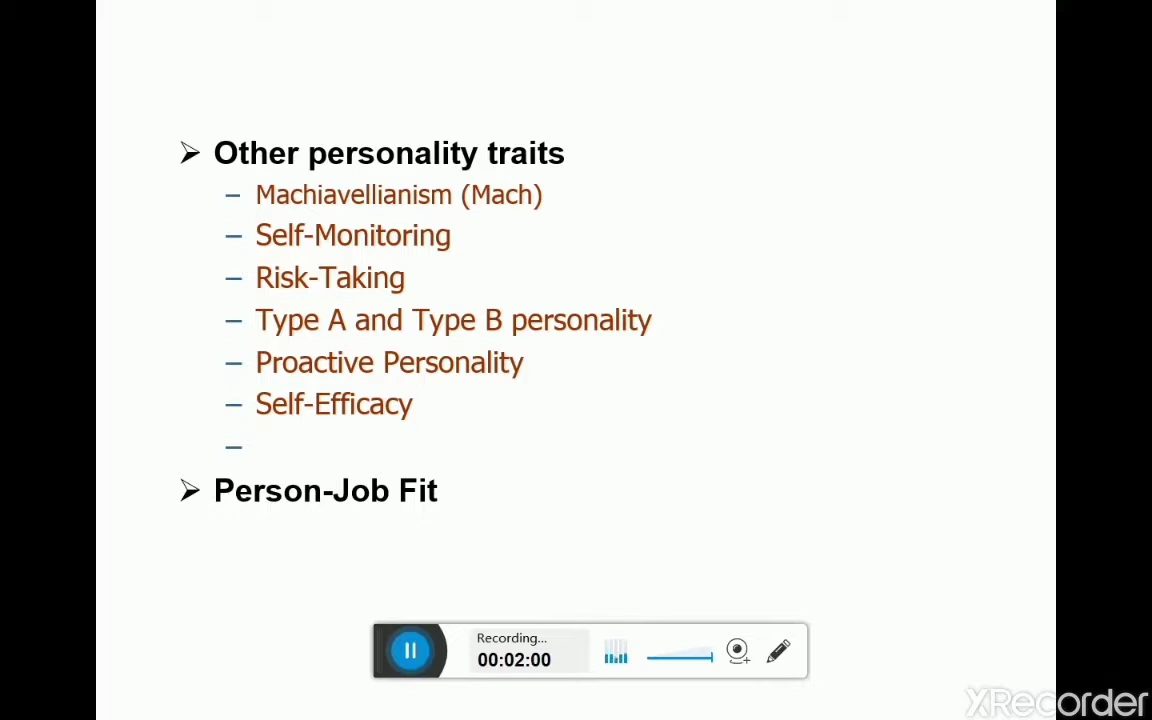 ➢ Other personality traits
– Machiavellianism (Mach)
– Self-Monitoring
– Risk-Taking
– Type A and Type B personality
– Proactive Personality
– Self-Efficacy
–
➢ Person-Job Fit
Recording...
00:02:00
XRecorder